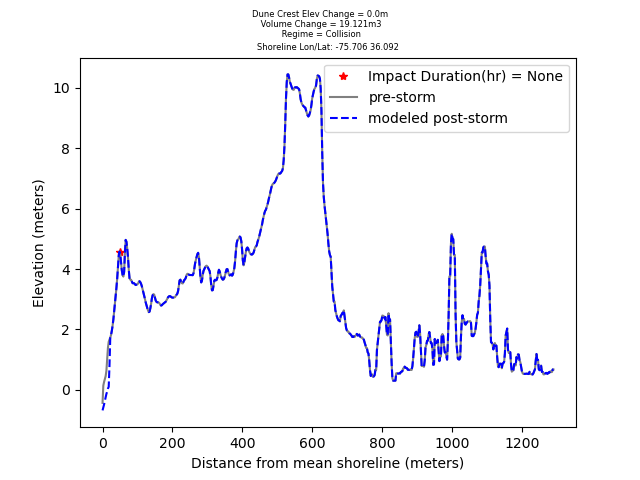 Dune Crest Elev Change = 0.0m
Volume Change = 19.121m3
Regime = Collision
Shoreline Lon/Lat: -75.706 36.092
Impact Duration(hr) = None
pre-storm
modeled post-storm
Elevation (meters)
10
8
6
4
2
0
0 200 400 600 800 1000 1200
Distance from mean shoreline (meters)